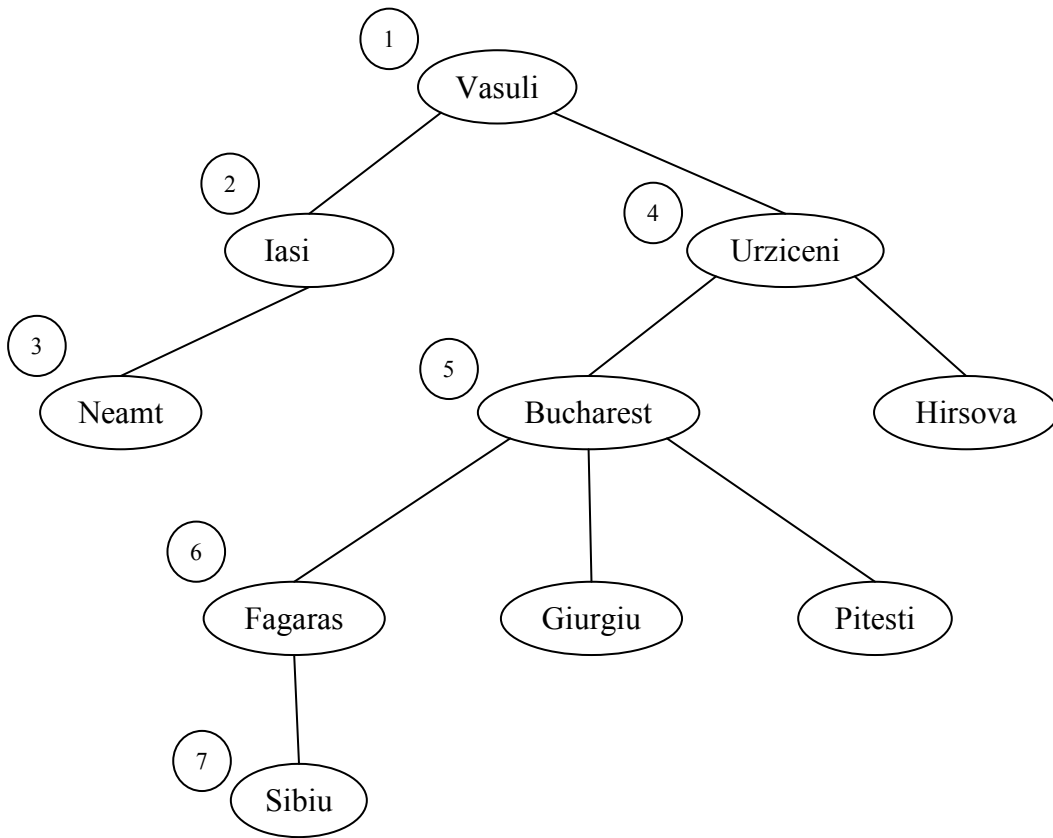 1
Vasuli
2
Iasi
4
Urziceni
3
Neamt
5
Bucharest
Hirsova
6
Fagaras
Giurgiu
Pitesti
7
Sibiu